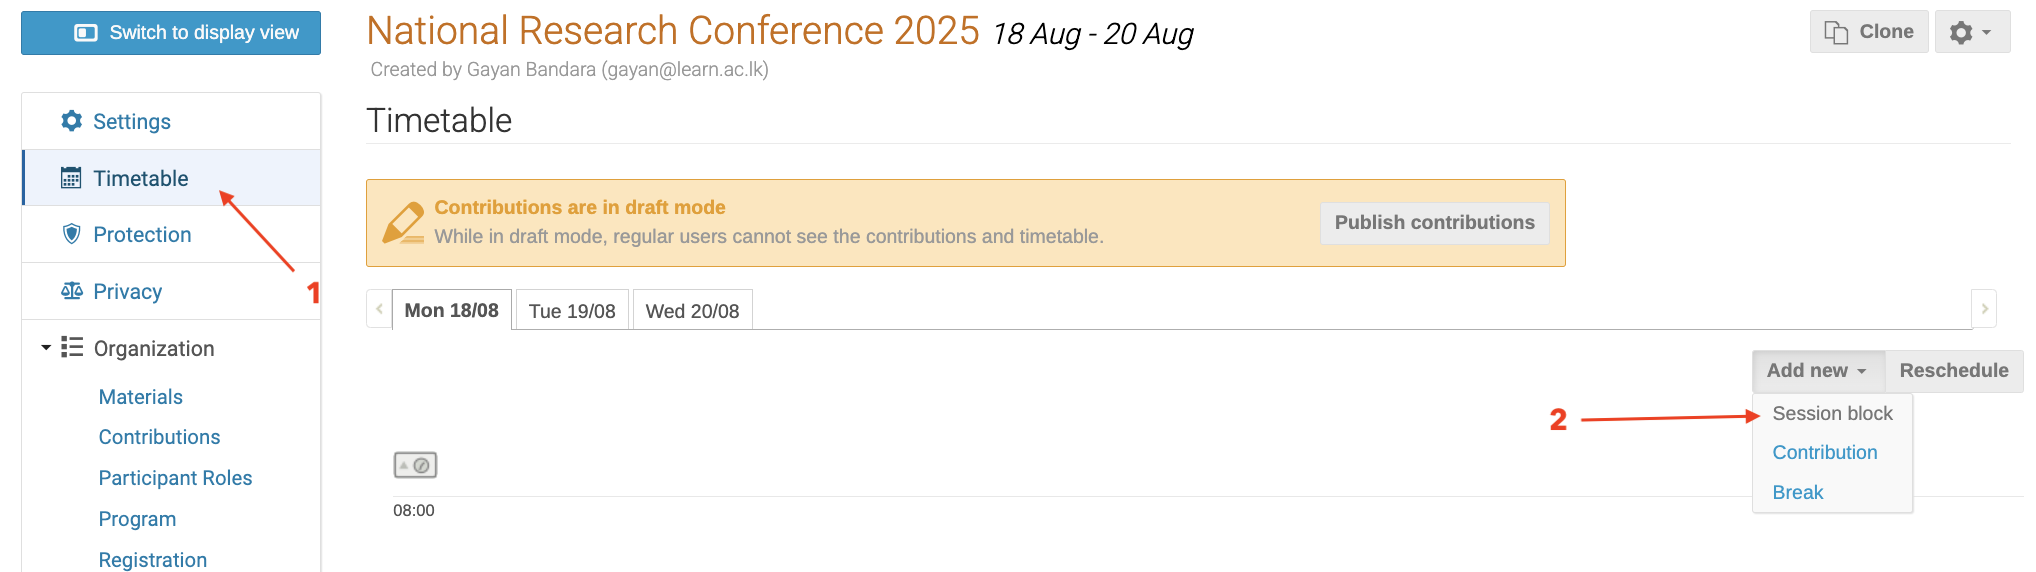 Switch to display view
National Research Conference 2025 18 Aug - 20 Aug
Clone
Created by Gayan Bandara (gayan@learn.ac.lk)
Settings
Timetable
Protection
Privacy
Organization
Materials
Contributions
Participant Roles
Program
Registration
1
Timetable
Contributions are in draft mode
While in draft mode, regular users cannot see the contributions and timetable.
Publish contributions
Mon 18/08 Tue 19/08 Wed 20/08
Add new Reschedule
2
Session block
Contribution
Break
08:00